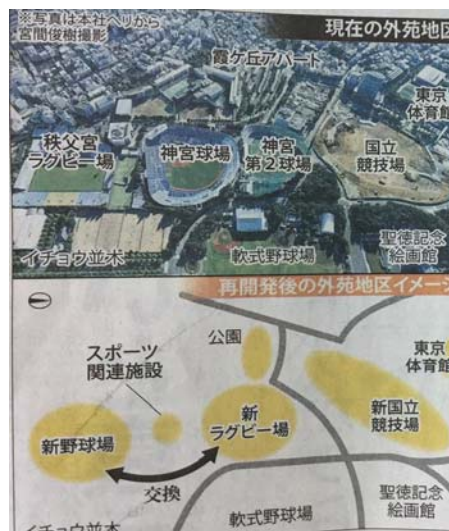 ※写真は本社ヘリから
宮間俊樹撮影
現在の外苑地区
霞ケ丘アパート
東京
体育館
秩父宮
ラグビー場
神宮球場
神宮
第2球場
国立
競技場
イチョウ並木
軟式野球場
聖徳記念
絵画館
再開発後の外苑地区イメージ
公園
東京
体育館
スポーツ
関連施設
新野球場
新
ラグビー場
新国立
競技場
交換
イチョウ並木
軟式野球場
聖徳記念
絵画館